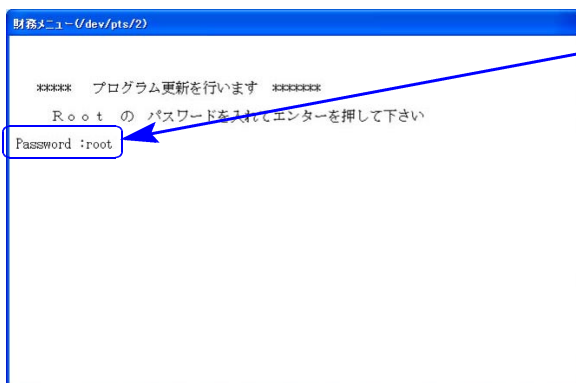 財務メニュー(/dev/pts/2)
***** プログラム更新を行います *******
Ｒｏｏｔ の パスワードを入れてエンターを押して下さい
Password :root